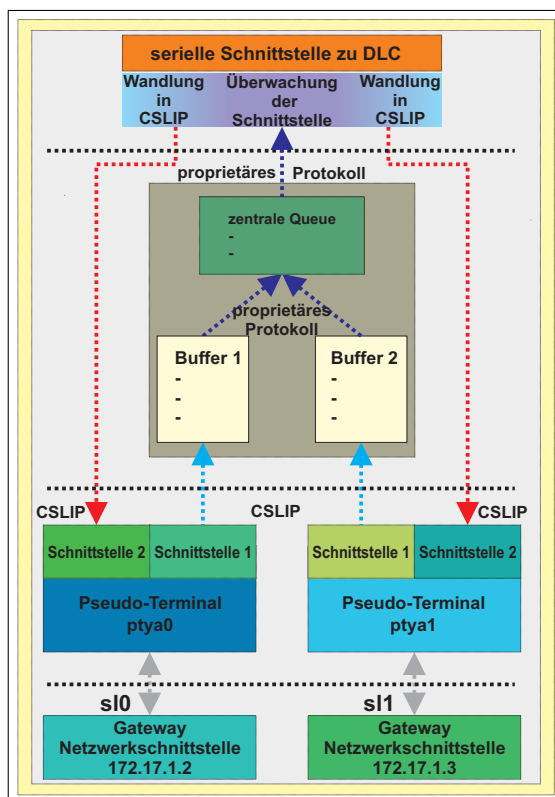 serielle Schnittstelle zu DLC
Wandlung
in
CSLIP
Überwachung
der
Schnittstelle
Wandlung
in
CSLIP
proprietäres Protokoll
zentrale Queue
-
-
proprietäres
Protokoll
Buffer 1
-
-
-
Buffer 2
-
-
-
CSLIP
CSLIP
CSLIP
Schnittstelle 2
Schnittstelle 1
Schnittstelle 1
Schnittstelle 2
Pseudo-Terminal
ptya0
Pseudo-Terminal
ptya1
sl0
sl1
Gateway
Netzwerkschnittstelle
172.17.1.2
Gateway
Netzwerkschnittstelle
172.17.1.3